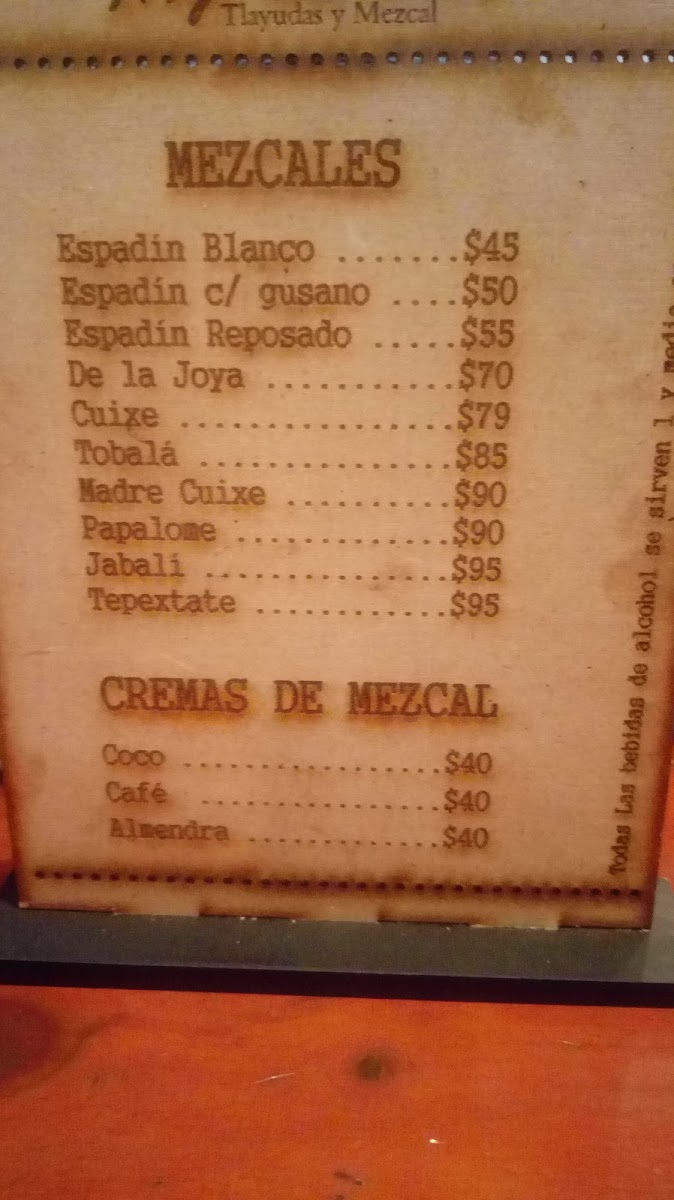 Tlayudas y Mezcal
MEZCALES
Espadín Blanço .......$45
Espadín c/ gusano ....$50
Espadín Reposado .....$55
De la Joya ...........$70
Cuixe ................$79
Tobalá ...............$85
Madre Cuixe ..........$90
Papalome .............$90
Jabalí ...............$95
Tepextate ............$95
CREMAS DE MEZCAL
Coco .................$40
Café ................$40
Almendra .............$40
Todas Las bebidas de alcohol se sirven 1 y media